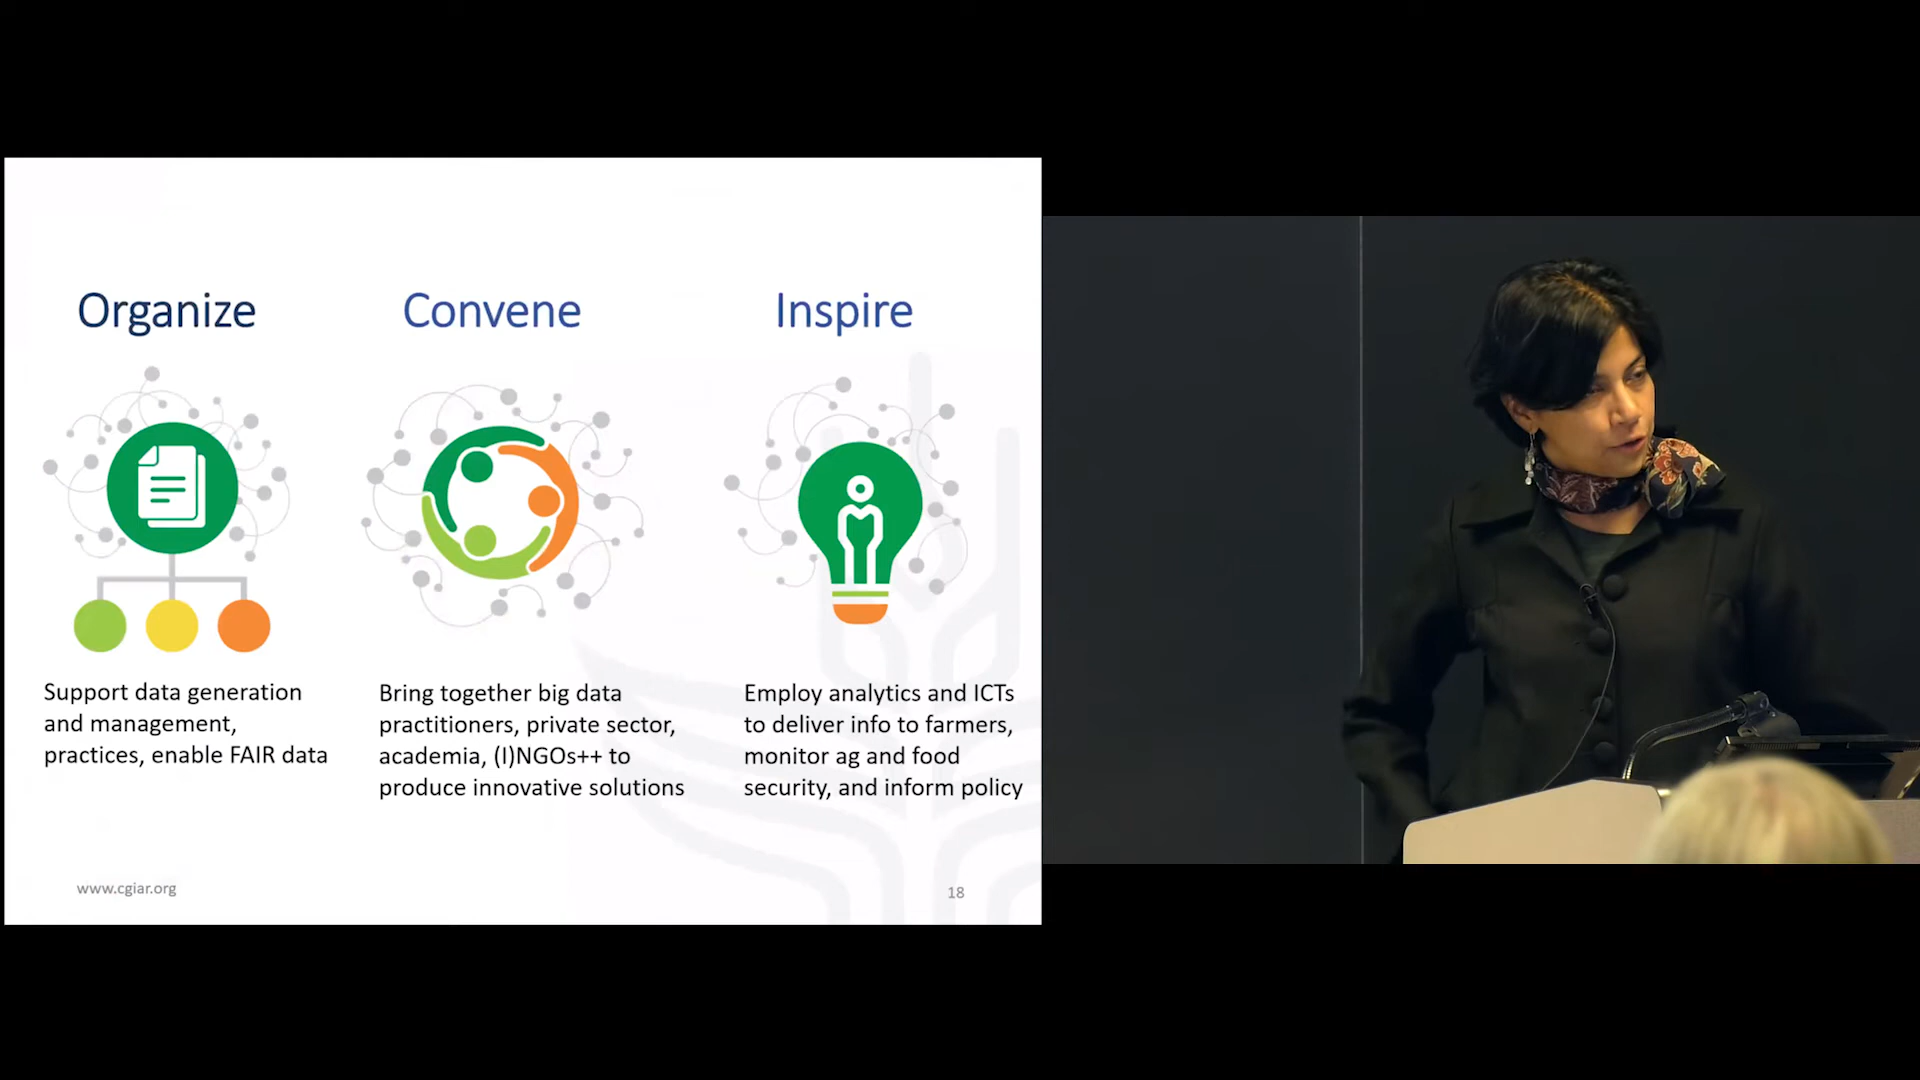 Organize
Convene
Inspire
Support data generation
and management,
practices, enable FAIR data
Bring together big data
practitioners, private sector,
academia, (I)NGOs++ to
produce innovative solutions
Employ analytics and ICTs
to deliver info to farmers,
monitor ag and food
security, and inform policy
www.cgiar.org
18